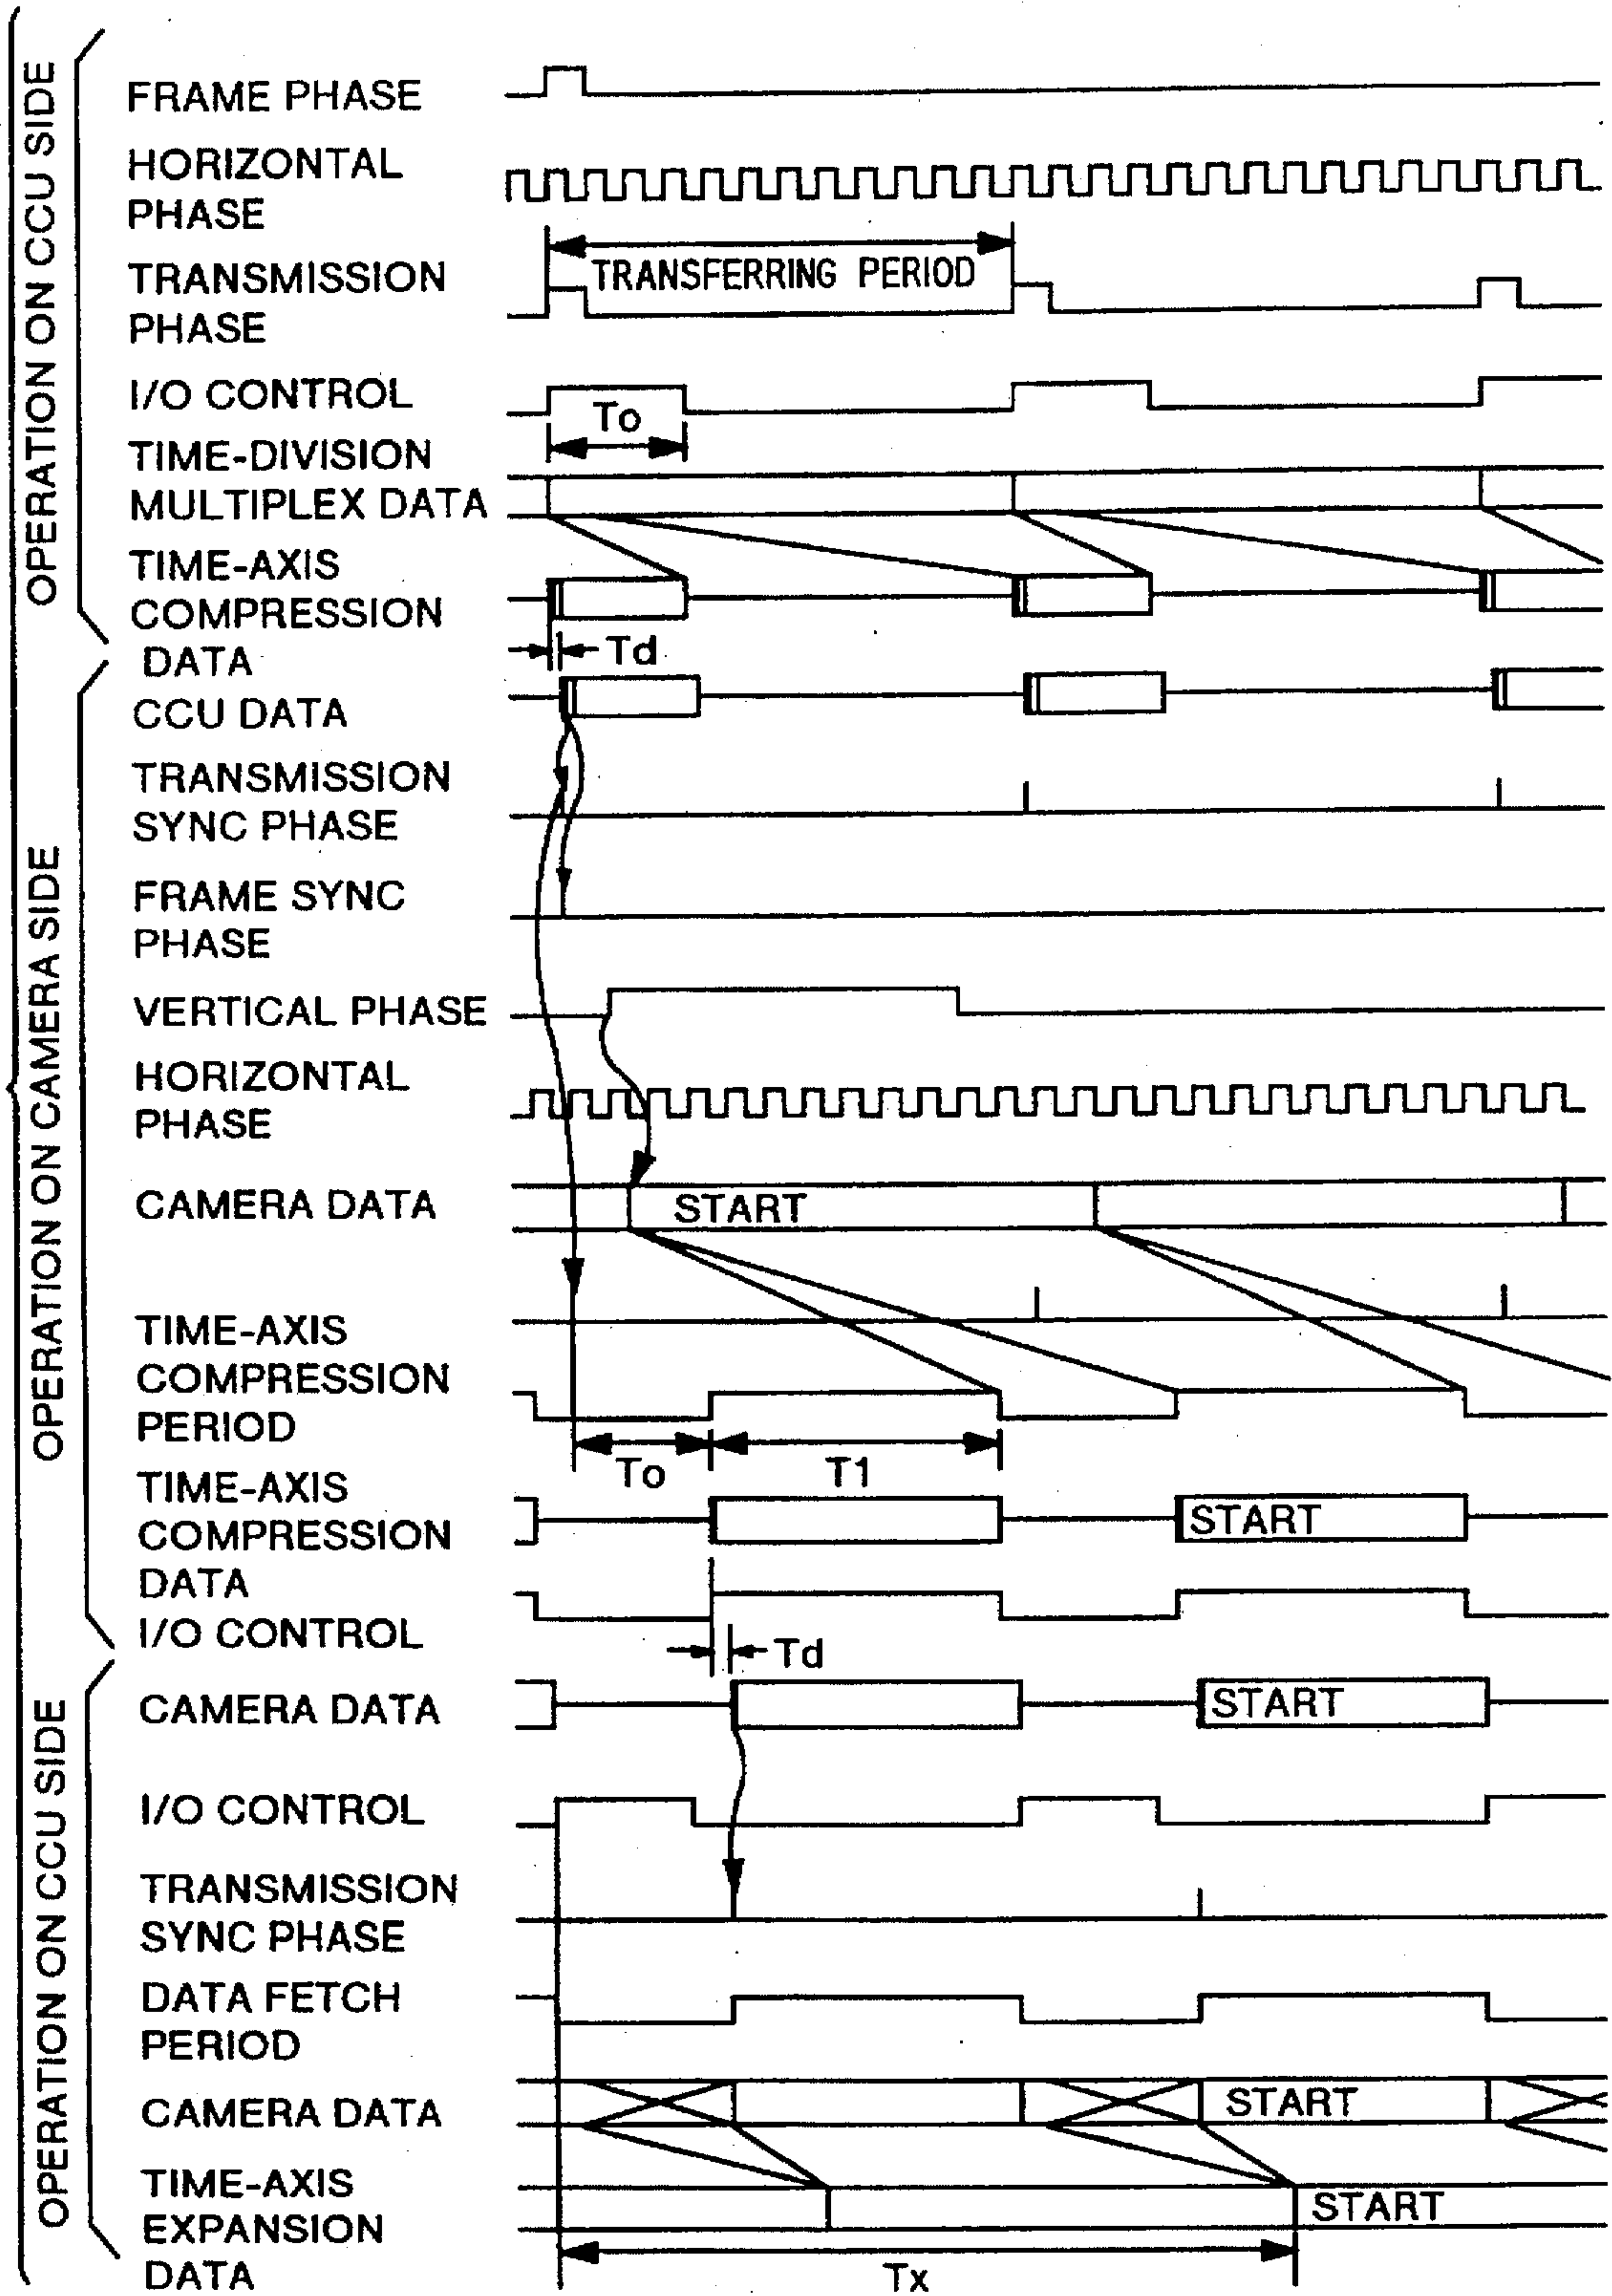 OPERATION ON CCU SIDE
FRAME PHASE
HORIZONTAL
PHASE
TRANSMISSION
PHASE
TRANSFERRING PERIOD
I/O CONTROL
To
TIME-DIVISION
MULTIPLEX DATA
TIME-AXIS
COMPRESSION
DATA
Td
OPERATION ON CAMERA SIDE
CCU DATA
TRANSMISSION
SYNC PHASE
FRAME SYNC
PHASE
VERTICAL PHASE
HORIZONTAL
PHASE
CAMERA DATA
START
TIME-AXIS
COMPRESSION
PERIOD
To
T1
TIME-AXIS
COMPRESSION
DATA
START
I/O CONTROL
Td
OPERATION ON CCU SIDE
CAMERA DATA
START
I/O CONTROL
TRANSMISSION
SYNC PHASE
DATA FETCH
PERIOD
CAMERA DATA
START
TIME-AXIS
EXPANSION
DATA
START
Tx